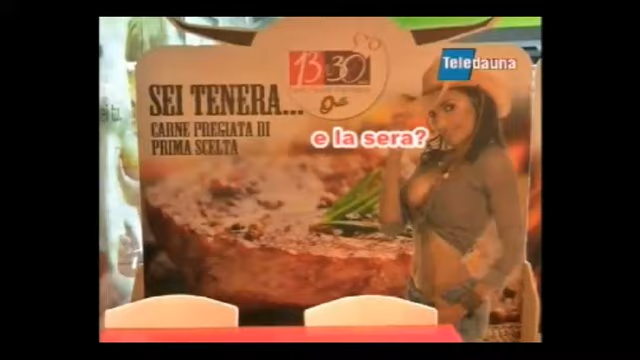 Teledauna
13:30
SEI TENERA...
CARNE PREGIATA DI
PRIMA SCELTA
e la sera?